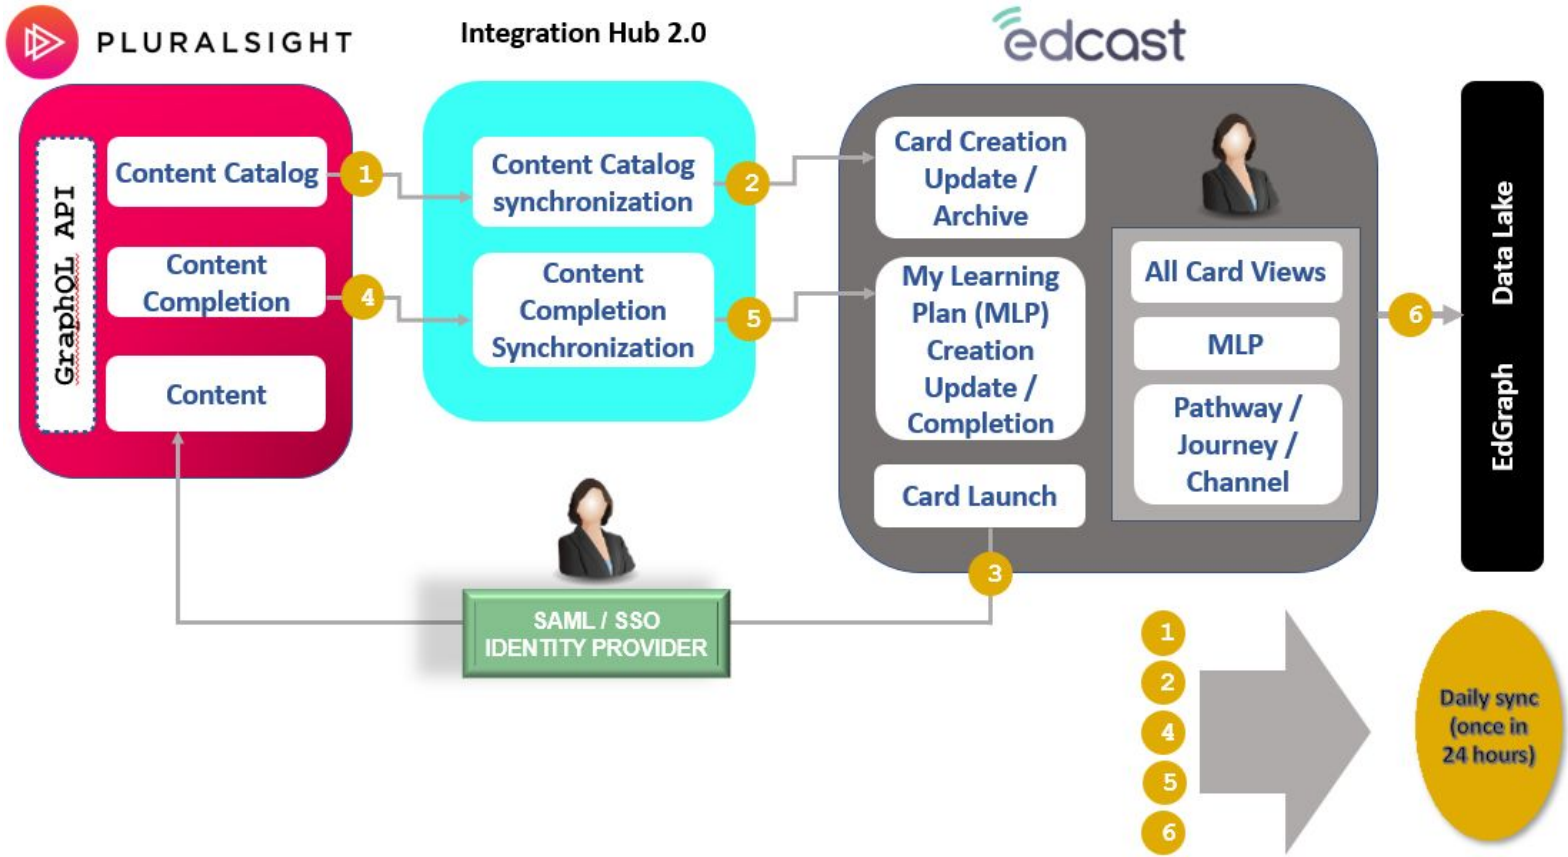 PLURALSIGHT
Integration Hub 2.0
edcast
GraphQL API
Content Catalog
Content
Completion
Content
1
4
Content Catalog
synchronization
Content
Completion
Synchronization
2
5
Card Creation
Update /
Archive
My Learning
Plan (MLP)
Creation
Update /
Completion
Card Launch
3
All Card Views
MLP
Pathway /
Journey /
Channel
6
EdGraph Data Lake
SAML / SSO
IDENTITY PROVIDER
1
2
4
5
6
Daily sync
(once in
24 hours)